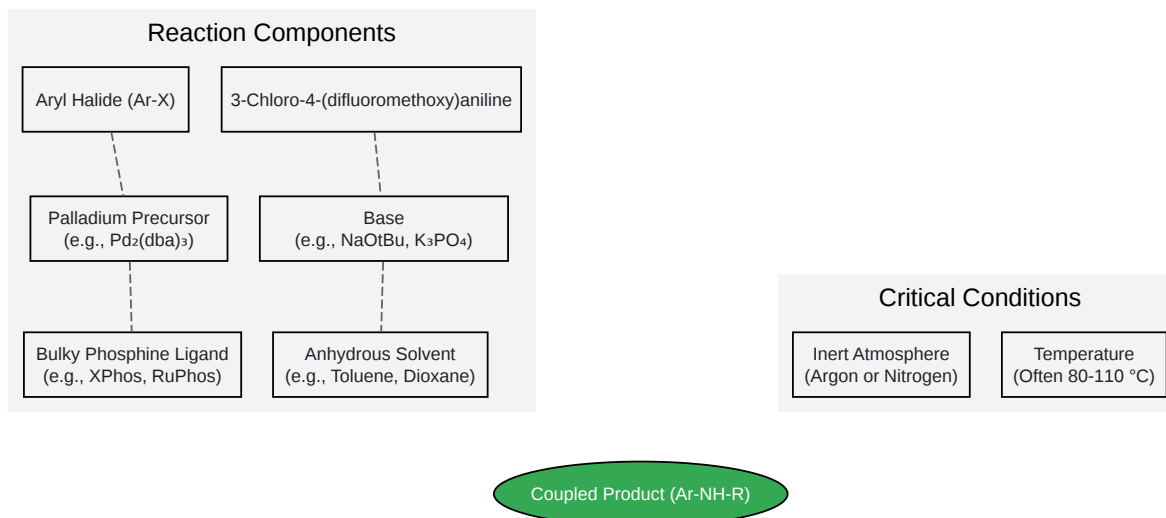 Reaction Components
Aryl Halide (Ar-X)
3-Chloro-4-(difluoromethoxy)aniline
Palladium Precursor
(e.g., Pd₂(dba)₃)
Base
(e.g., NaOtBu, K₃PO₄)
Bulky Phosphine Ligand
(e.g., XPhos, RuPhos)
Anhydrous Solvent
(e.g., Toluene, Dioxane)
Critical Conditions
Inert Atmosphere
(Argon or Nitrogen)
Temperature
(Often 80-110 °C)
Coupled Product (Ar-NH-R)